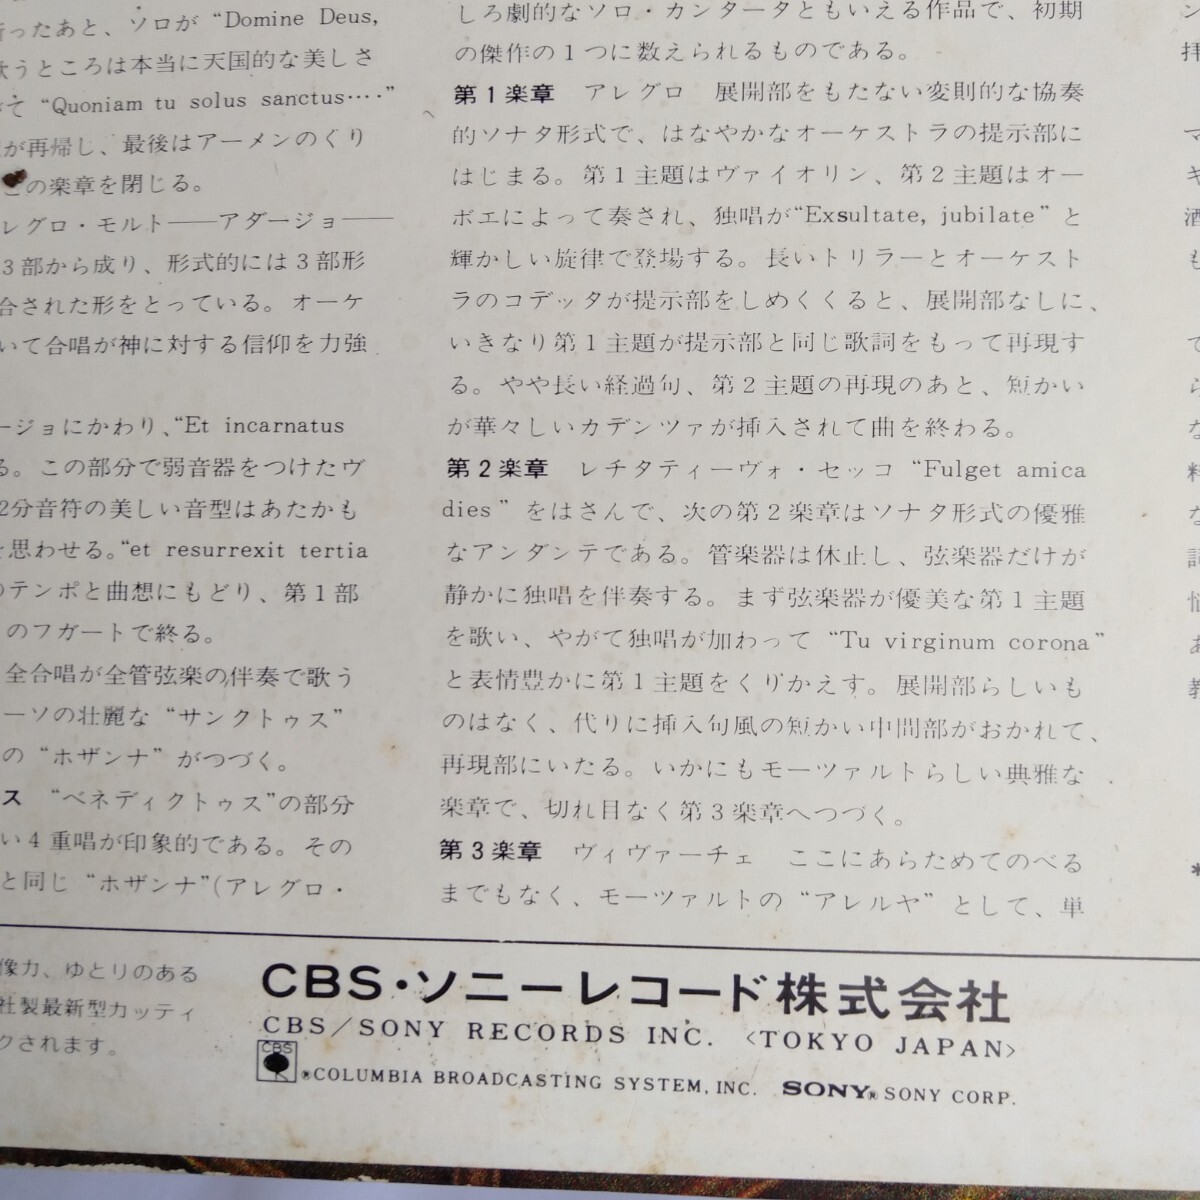 ったあと、ソロが “Domine Deus,
うところは本当に天国的な美しさ
て “Quoniam tu solus sanctus‥‥”
が再帰し、最後はアーメンのくり
この楽章を閉じる。
レグロ・モルト――アダージョ――
3部から成り、形式的には3部形
合された形をとっている。オーケ
いて合唱が神に対する信仰を力強
ージョにかわり、“Et incarnatus
る。この部分で弱音器をつけたヴ
2分音符の美しい音型はあたかも
思わせる。“et resurrexit tertia
のテンポと曲想にもどり、第1部
のフガートで終る。
全合唱が全管弦楽の伴奏で歌う
ーソの壮麗な “サンクトゥス”
の “ホザンナ” がつづく。
ス “ベネディクトゥス”の部分
い4重唱が印象的である。その
と同じ “ホザンナ”(アレグロ・
しろ劇的なソロ・カンタータともいえる作品で、初期
の傑作の1つに数えられるものである。
第1楽章 アレグロ 展開部をもたない変則的な協奏
的ソナタ形式で、はなやかなオーケストラの提示部に
はじまる。第1主題はヴァイオリン、第2主題はオー
ボエによって奏され、独唱が“Exsultate, jubilate” と
輝かしい旋律で登場する。長いトリラーとオーケスト
ラのコデッタが提示部をしめくくると、展開部なしに、
いきなり第1主題が提示部と同じ歌詞をもって再現す
る。やや長い経過句、第2主題の再現のあと、短かい
が華々しいカデンツァが挿入されて曲を終わる。
第2楽章 レチタティーヴォ・セッコ “Fulget amica
dies” をはさんで、次の第2楽章はソナタ形式の優雅
なアンダンテである。管楽器は休止し、弦楽器だけが
静かに独唱を伴奏する。まず弦楽器が優美な第1主題
を歌い、やがて独唱が加わって “Tu virginum corona”
と表情豊かに第1主題をくりかえす。展開部らしいも
のはなく、代りに挿入句風の短かい中間部がおかれて、
再現部にいたる。いかにもモーツァルトらしい典雅な
楽章で、切れ目なく第3楽章へつづく。
第3楽章 ヴィヴァーチェ ここにあらためてのべる
までもなく、モーツァルトの “アレルヤ” として、単
像力、ゆとりのある
社製最新型カッティ
クされます。
CBS・ソニーレコード株式会社
CBS/SONY RECORDS INC. <TOKYO JAPAN>
CBS
®COLUMBIA BROADCASTING SYSTEM, INC. SONY® SONY CORP.